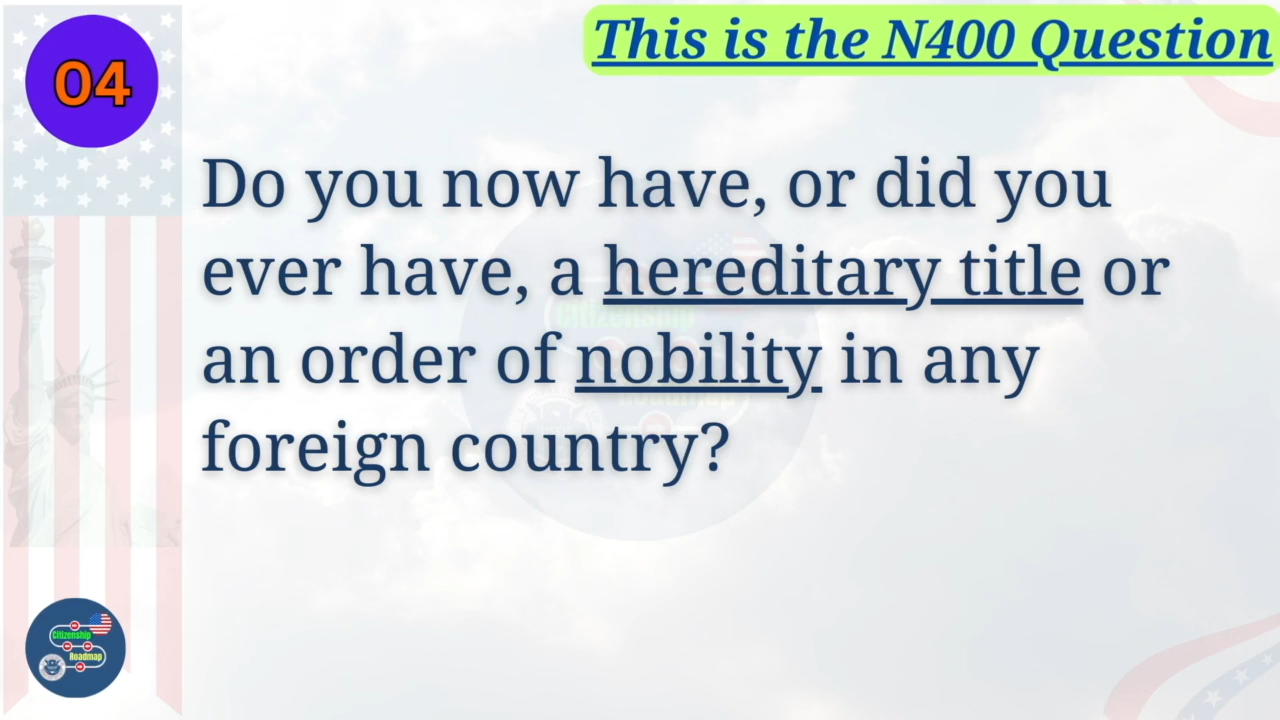 04
This is the N400 Question
Do you now have, or did you
ever have, a hereditary title or
an order of nobility in any
foreign country?
Citizenship
Roadmap